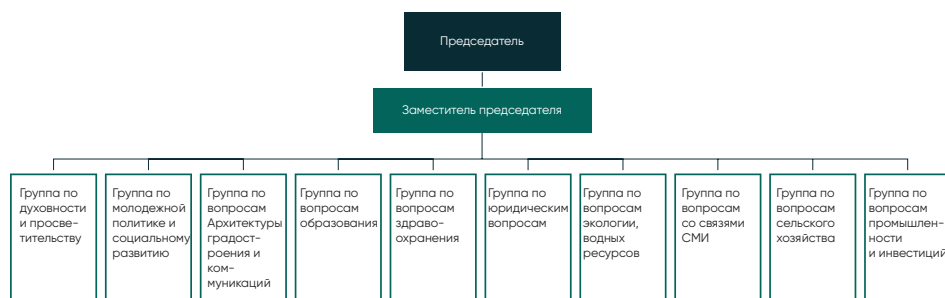 Председатель
Заместитель председателя
Группа по
духовности
и просве-
тительству
Группа по
молодежной
политике и
социальному
развитию
Группа по
вопросам
Архитектуры
градост-
роения и
ком-
муникаций
Группа по
вопросам
образования
Группа по
вопросам
здраво-
охранения
Группа по
юридическим
вопросам
Группа по
вопросам
экологии,
водных
ресурсов
Группа по
вопросам
со связями
СМИ
Группа по
вопросам
сельского
хозяйства
Группа по
вопросам
промышлен-
ности
и инвестиций